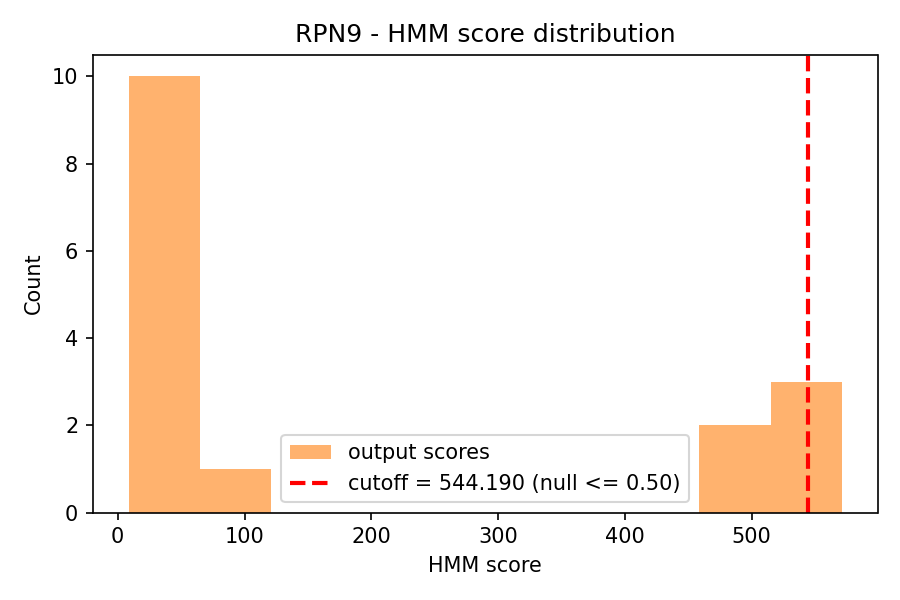 RPN9 - HMM score distribution
Count
10
8
6
4
2
0
output scores
cutoff = 544.190 (null <= 0.50)
0 100 200 300 400 500
HMM score